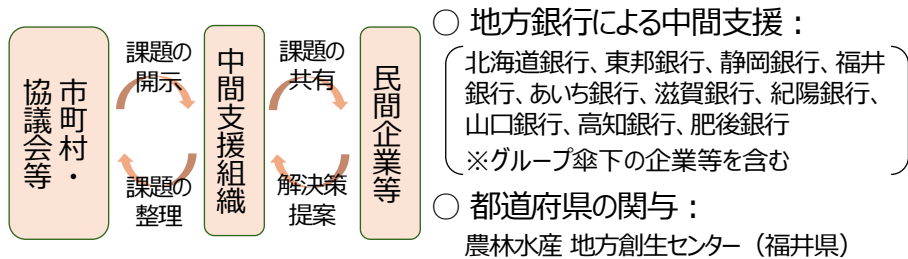 市町村・
協議会等
課題の
開示
課題の
整理
中間支援組織
課題の
共有
解決策
提案
民間企業等
○ 地方銀行による中間支援：
北海道銀行、東邦銀行、静岡銀行、福井
銀行、あいち銀行、滋賀銀行、紀陽銀行、
山口銀行、高知銀行、肥後銀行
※グループ傘下の企業等を含む
○ 都道府県の関与：
農林水産 地方創生センター（福井県）